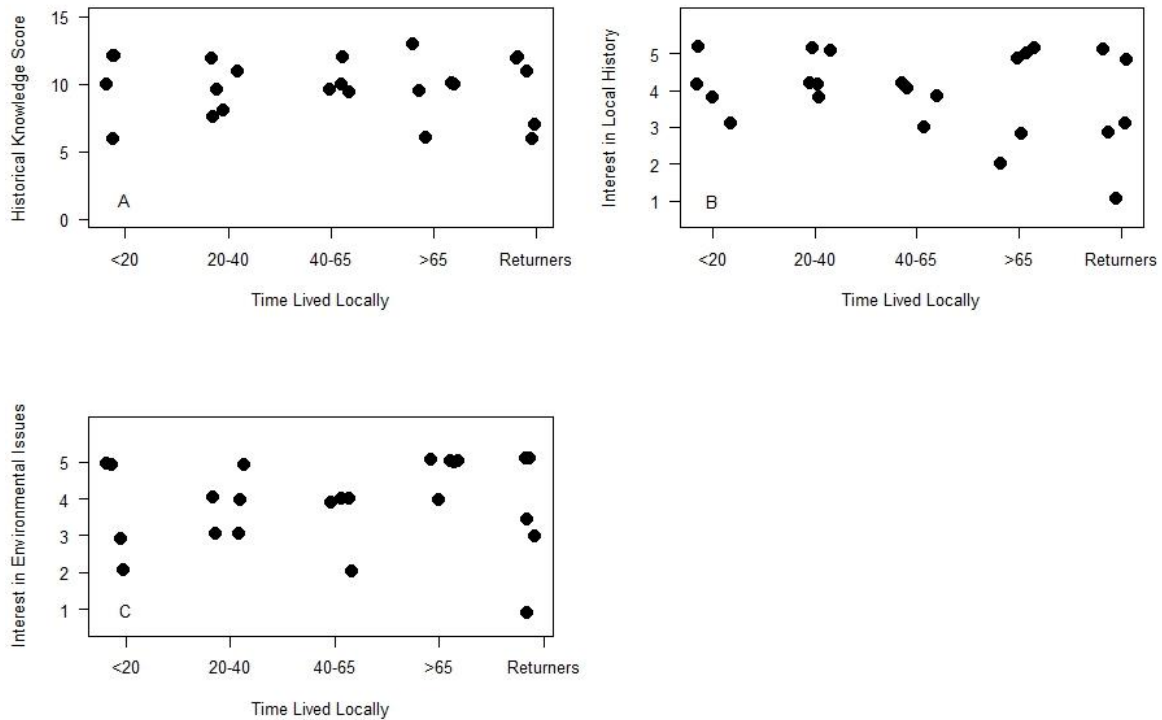 Historical Knowledge Score
15
10
5
0
A
<20 20-40 40-65 >65 Returners
Time Lived Locally
Interest in Local History
5
4
3
2
1
B
<20 20-40 40-65 >65 Returners
Time Lived Locally
Interest in Environmental Issues
5
4
3
2
1
C
<20 20-40 40-65 >65 Returners
Time Lived Locally